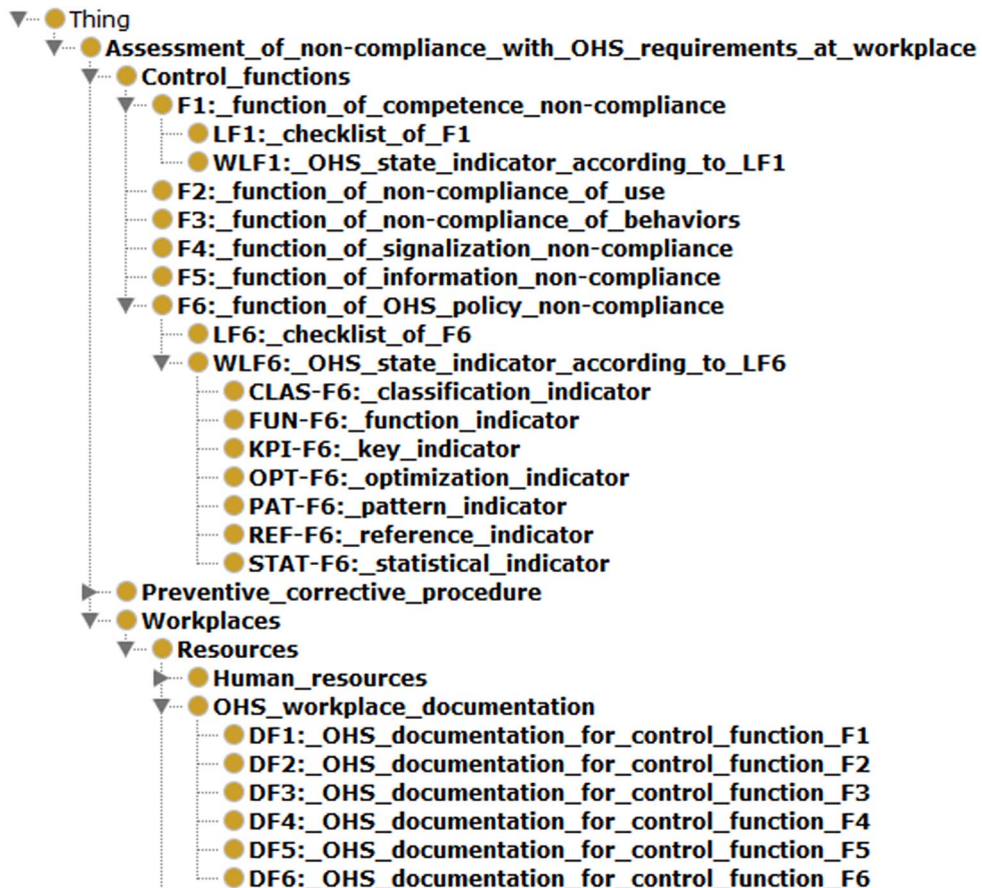 Thing
Assessment_of_non-compliance_with_OHS_requirements_at_workplace
Control_functions
F1:_function_of_competence_non-compliance
LF1:_checklist_of_F1
WLF1:_OHS_state_indicator_according_to_LF1
F2:_function_of_non-compliance_of_use
F3:_function_of_non-compliance_of_behaviors
F4:_function_of_signalization_non-compliance
F5:_function_of_information_non-compliance
F6:_function_of_OHS_policy_non-compliance
LF6:_checklist_of_F6
WLF6:_OHS_state_indicator_according_to_LF6
CLAS-F6:_classification_indicator
FUN-F6:_function_indicator
KPI-F6:_key_indicator
OPT-F6:_optimization_indicator
PAT-F6:_pattern_indicator
REF-F6:_reference_indicator
STAT-F6:_statistical_indicator
Preventive_corrective_procedure
Workplaces
Resources
Human_resources
OHS_workplace_documentation
DF1:_OHS_documentation_for_control_function_F1
DF2:_OHS_documentation_for_control_function_F2
DF3:_OHS_documentation_for_control_function_F3
DF4:_OHS_documentation_for_control_function_F4
DF5:_OHS_documentation_for_control_function_F5
DF6:_OHS_documentation_for_control_function_F6